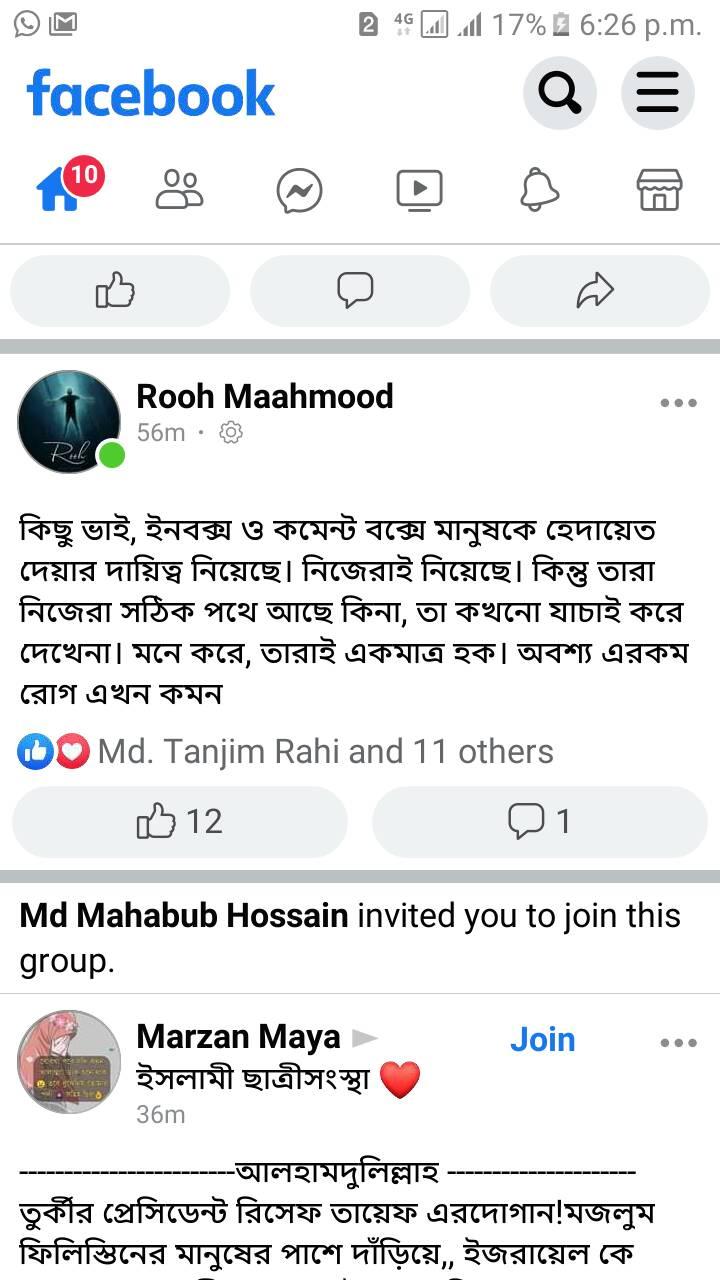 2 4G 17% 6:26 p.m.
facebook
10
Rooh Maahmood
56m ·
Rooh
কিছু ভাই, ইনবক্স ও কমেন্ট বক্সে মানুষকে হেদায়েত
দেয়ার দায়িত্ব নিয়েছে। নিজেরাই নিয়েছে। কিন্তু তারা
নিজেরা সঠিক পথে আছে কিনা, তা কখনো যাচাই করে
দেখেনা। মনে করে, তারাই একমাত্র হক। অবশ্য এরকম
রোগ এখন কমন
Md. Tanjim Rahi and 11 others
12 1
Md Mahabub Hossain invited you to join this
group.
Marzan Maya Join
ইসলামী ছাত্রীসংস্থা ❤️
36m
------------------------আলহামদুলিল্লাহ ---------------------
তুর্কীর প্রেসিডেন্ট রিসেফ তায়েফ এরদোগান!মজলুম
ফিলিস্তিনের মানুষের পাশে দাঁড়িয়ে,, ইজরায়েল কে